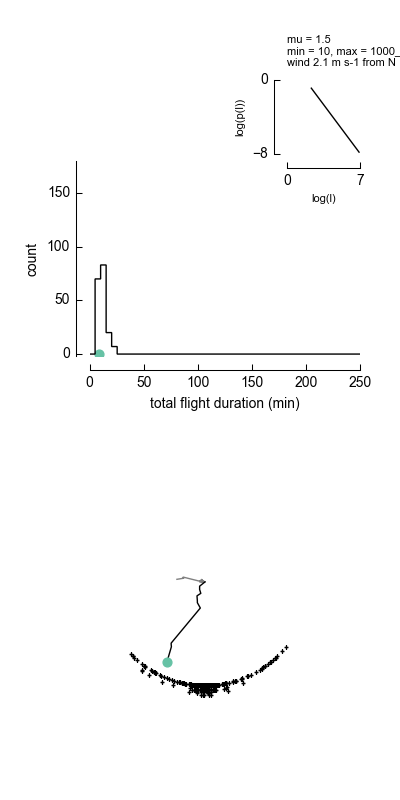 mu = 1.5
min = 10, max = 1000_
wind 2.1 m s-1 from N
0
log(p(l))
−8
0
7
log(l)
150
100
count
50
0
0
50
100
150
200
250
total flight duration (min)